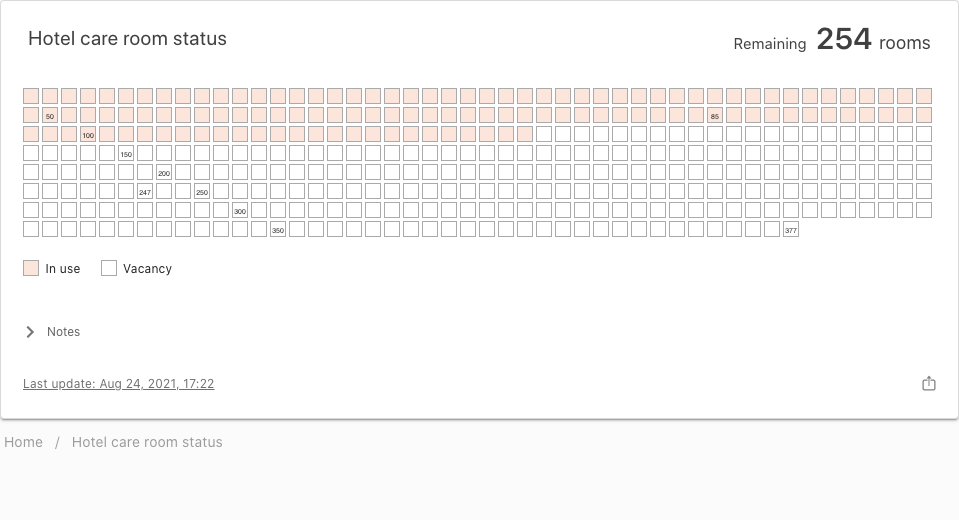 Hotel care room status
Remaining 254 rooms
50 85
100
150
200
247 250
300
350 377
In use Vacancy
Notes
Last update: Aug 24, 2021, 17:22
Home / Hotel care room status